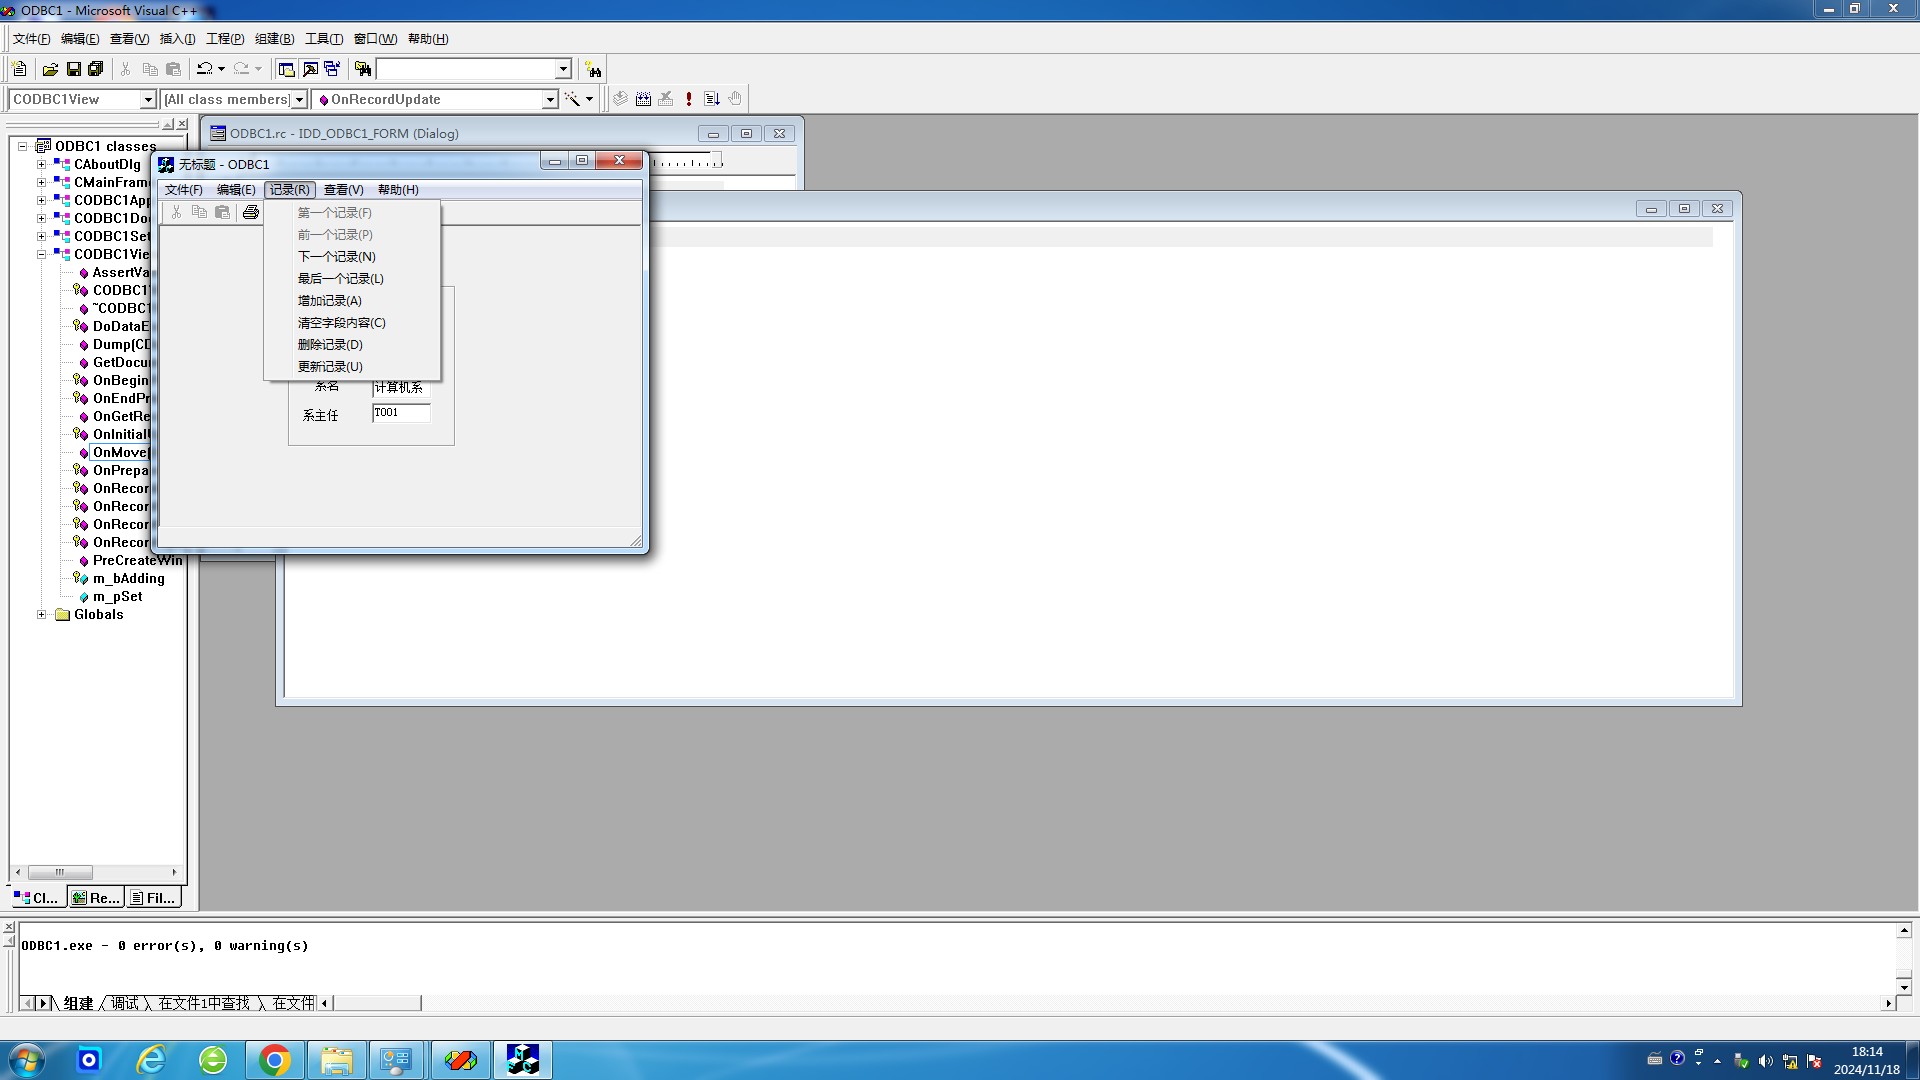 ODBC1 - Microsoft Visual C++
文件(F) 编辑(E) 查看(V) 插入(I) 工程(P) 组建(B) 工具(T) 窗口(W) 帮助(H)
CODBC1View [All class members] OnRecordUpdate
ODBC1 classes
CAboutDlg
CMainFram
CODBC1App
CODBC1Do
CODBC1Set
CODBC1Vie
AssertVa
CODBC1
~CODBC1
DoDataE
Dump(CD
GetDocu
OnBegin
OnEndPr
OnGetRe
OnInitial
OnMove(
OnPrepa
OnRecor
OnRecor
OnRecor
OnRecor
PreCreateWin
m_bAdding
m_pSet
Globals
Cl... Re... Fil...
ODBC1.rc - IDD_ODBC1_FORM (Dialog)
无标题 - ODBC1
文件(F) 编辑(E) 记录(R) 查看(V) 帮助(H)
第一个记录(F)
前一个记录(P)
下一个记录(N)
最后一个记录(L)
增加记录(A)
清空字段内容(C)
删除记录(D)
更新记录(U)
系名 计算机系
系主任 T001
ODBC1.exe - 0 error(s), 0 warning(s)
组建 调试 在文件1中查找 在文件
18:14
2024/11/18